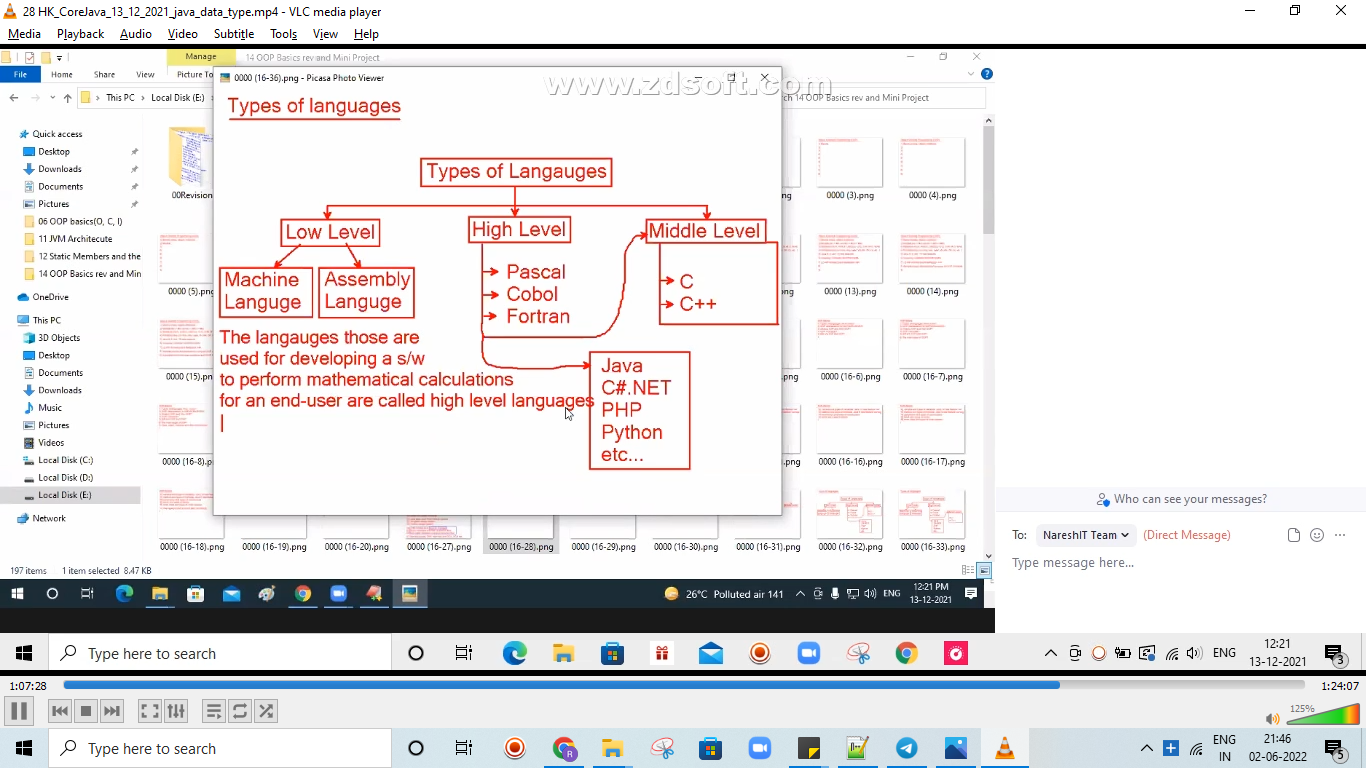 28 HK_CoreJava_13_12_2021_java_data_type.mp4 - VLC media player
Media Playback Audio Video Subtitle Tools View Help
Manage 14 OOP Basics rev and Mini Project
File Home Share View Picture To
This PC Local Disk (E:)
ch 14 OOP Basics rev and Mini Project
0000 (16-36).png - Picasa Photo Viewer
www.zdsoft.com
Quick access
Desktop
Downloads
Documents
Pictures
06 OOP basics(O, C, I)
11 JVM Architecute
12 Static Members and the
14 OOP Basics rev and Min
OneDrive
This PC
3D Objects
Desktop
Documents
Downloads
Music
Pictures
Videos
Local Disk (C:)
Local Disk (D:)
Local Disk (E:)
Network
Types of languages
Types of Langauges
Low Level High Level Middle Level
Machine Languge
Assembly Languge
Pascal
Cobol
Fortran
C
C++
The langauges those are
used for developing a s/w
to perform mathematical calculations
for an end-user are called high level languages
Java
C#.NET
PHP
Python
etc...
00Revision ng 0000 (3).png 0000 (4).png
0000 (5). ng 0000 (13).png 0000 (14).png
0000 (15). ng 0000 (16-6).png 0000 (16-7).png
0000 (16-8).p ng 0000 (16-16).png 0000 (16-17).png
0000 (16-18).png 0000 (16-19).png 0000 (16-20).png 0000 (16-27).png 0000 (16-28).png 0000 (16-29).png 0000 (16-30).png 0000 (16-31).png 0000 (16-32).png 0000 (16-33).png
197 items 1 item selected 8.47 KB
26°C Polluted air 141 ENG 12:21 PM
13-12-2021
Who can see your messages?
To: NareshIT Team (Direct Message)
Type message here...
Type here to search ENG 12:21
13-12-2021 3
1:07:28 1:24:07
125%
Type here to search ENG 21:46
IN 02-06-2022 5